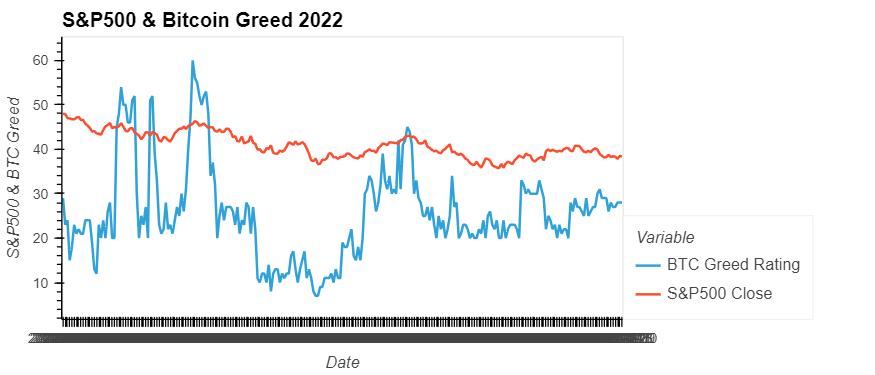 S&P500 & Bitcoin Greed 2022
S&P500 & BTC Greed
60
50
40
30
20
10
Variable
BTC Greed Rating
S&P500 Close
Date